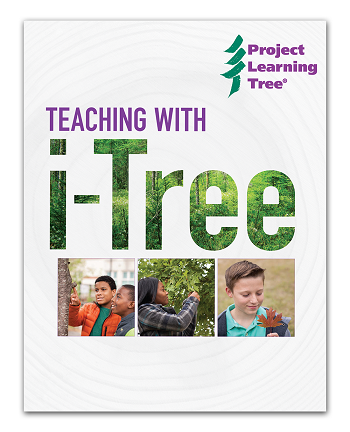 Project
Learning
Tree®
TEACHING WITH
i-Tree